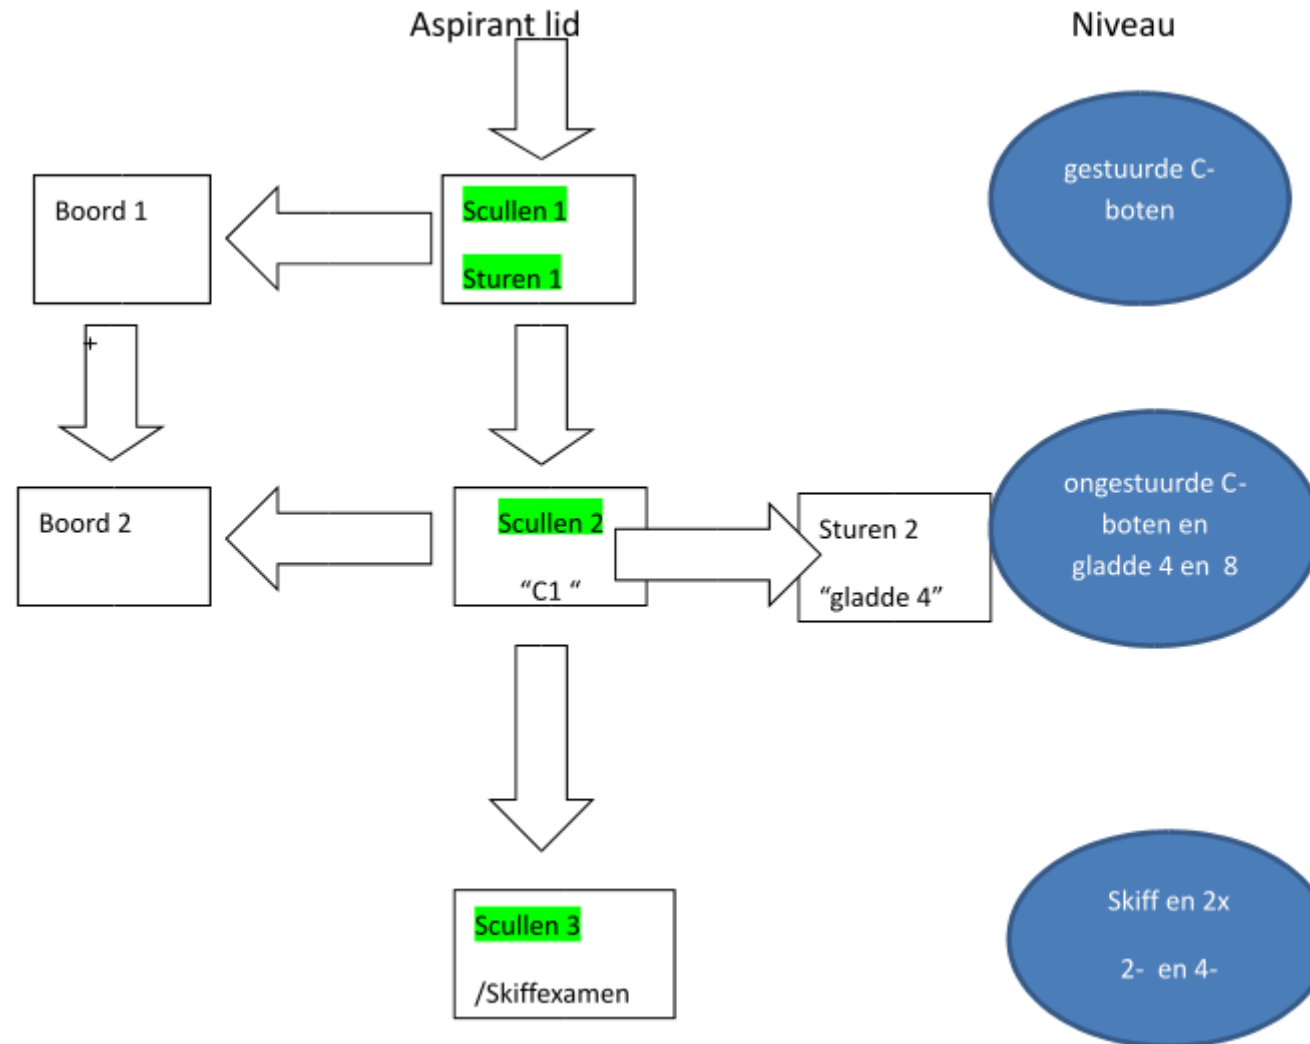 Aspirant lid
Niveau
gestuurde C-
boten
Boord 1
Scullen 1
Sturen 1
+
Boord 2
Scullen 2
“C1 “
Sturen 2
“gladde 4”
ongestuurde C-
boten en
gladde 4 en 8
Scullen 3
/Skiffexamen
Skiff en 2x
2- en 4-